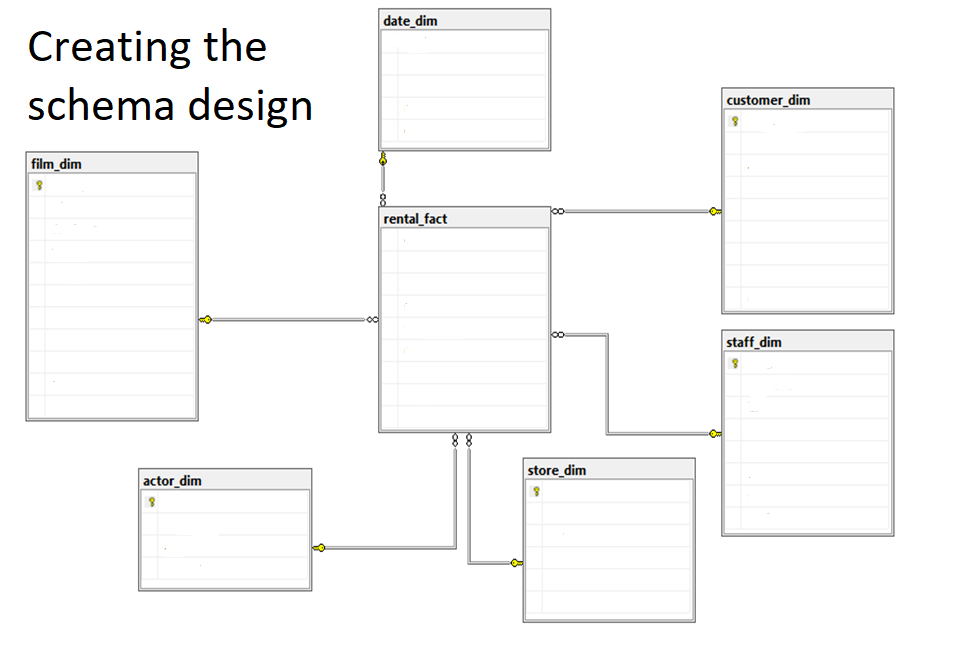 Creating the
schema design
date_dim
customer_dim
film_dim
rental_fact
staff_dim
actor_dim
store_dim